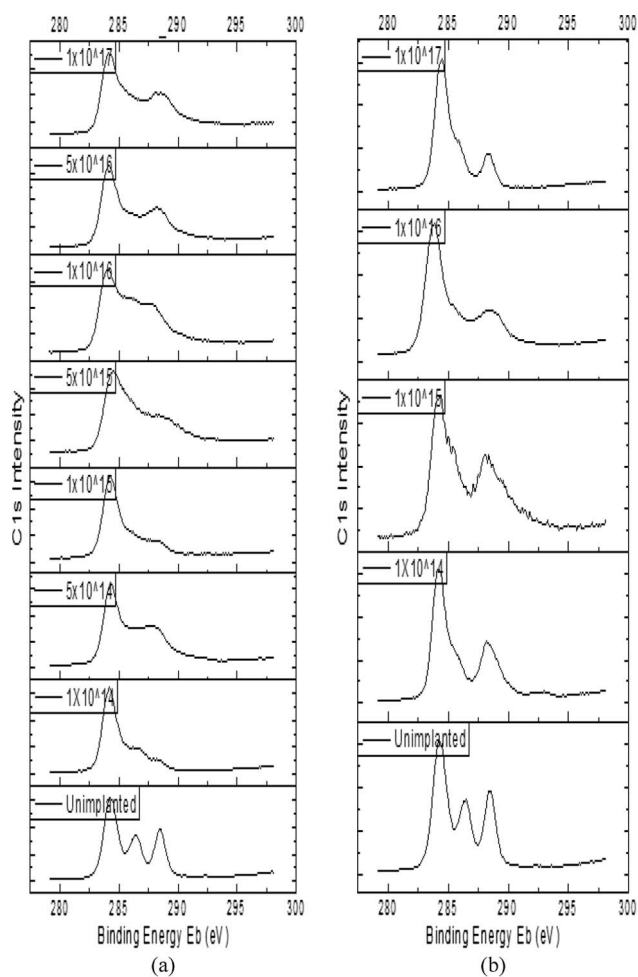 280 285 290 295 300
1x10^17
5x10^16
1x10^16
5x10^15
1x10^15
5x10^14
1X10^14
Unimplanted
C1s Intensity
280 285 290 295 300
Binding Energy Eb (eV)
(a)
280 285 290 295 300
1x10^17
1x10^16
1x10^15
1X10^14
Unimplanted
C1s Intensity
280 285 290 295 300
Binding Energy Eb (eV)
(b)